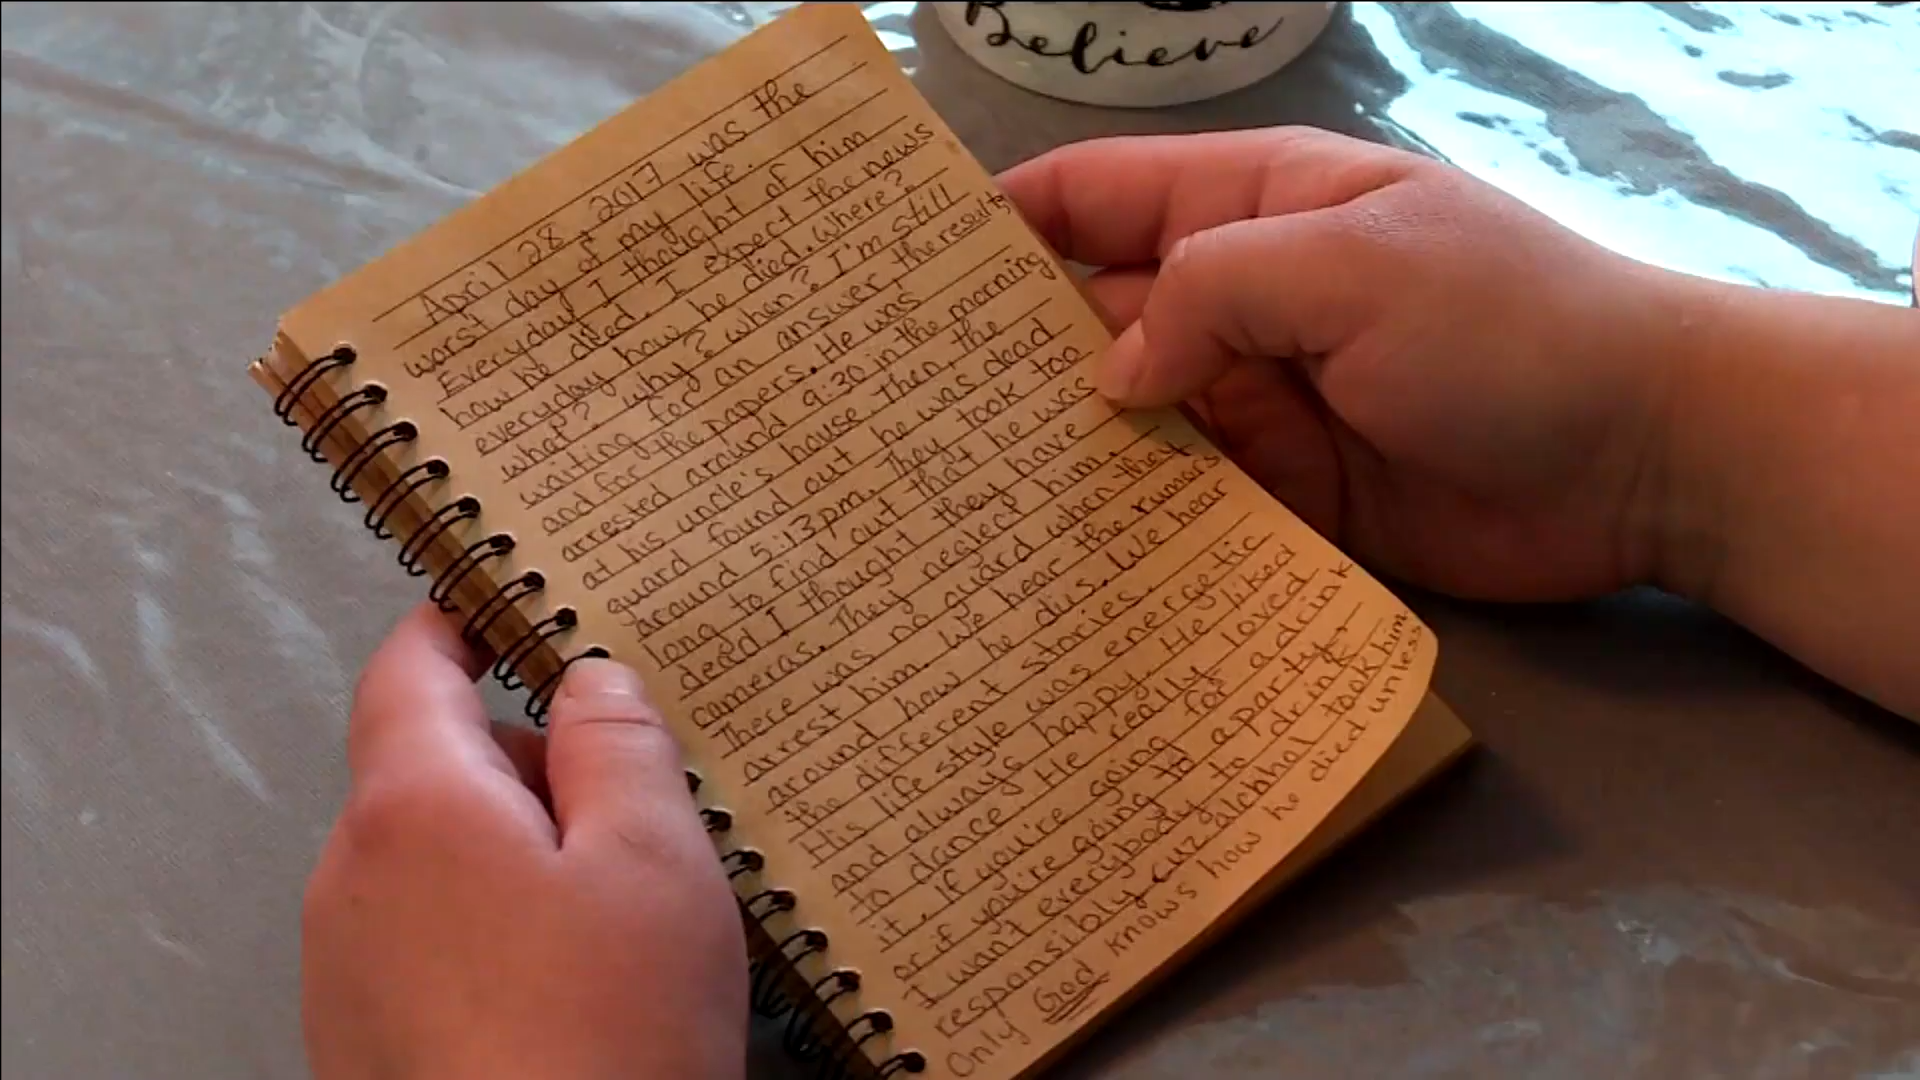 Believe
April 28, 2017 was the
worst day of my life.
Everyday I thought of him
how he died. I expect the news
everyday how he died. Where?
what? why? when? I'm still
waiting for an answer, the results,
and for the papers. He was
arrested around 9:30 in the morning
at his uncle's house. Then, the
guard found out he was dead
around 5:13pm. They took too
long to find out that he was
dead I thought they have
cameras. They neglect him.
There was no guard when they
arrest him. We hear the rumors
around how he dies. We hear
the different stories.
His life style was energetic
and always happy. He liked
to dance. He really loved
it. If you're going for a drink
or if you're going to a party-
I want everybody to drink
responsibly cuz alchhol took him.
Only God knows how he died unless